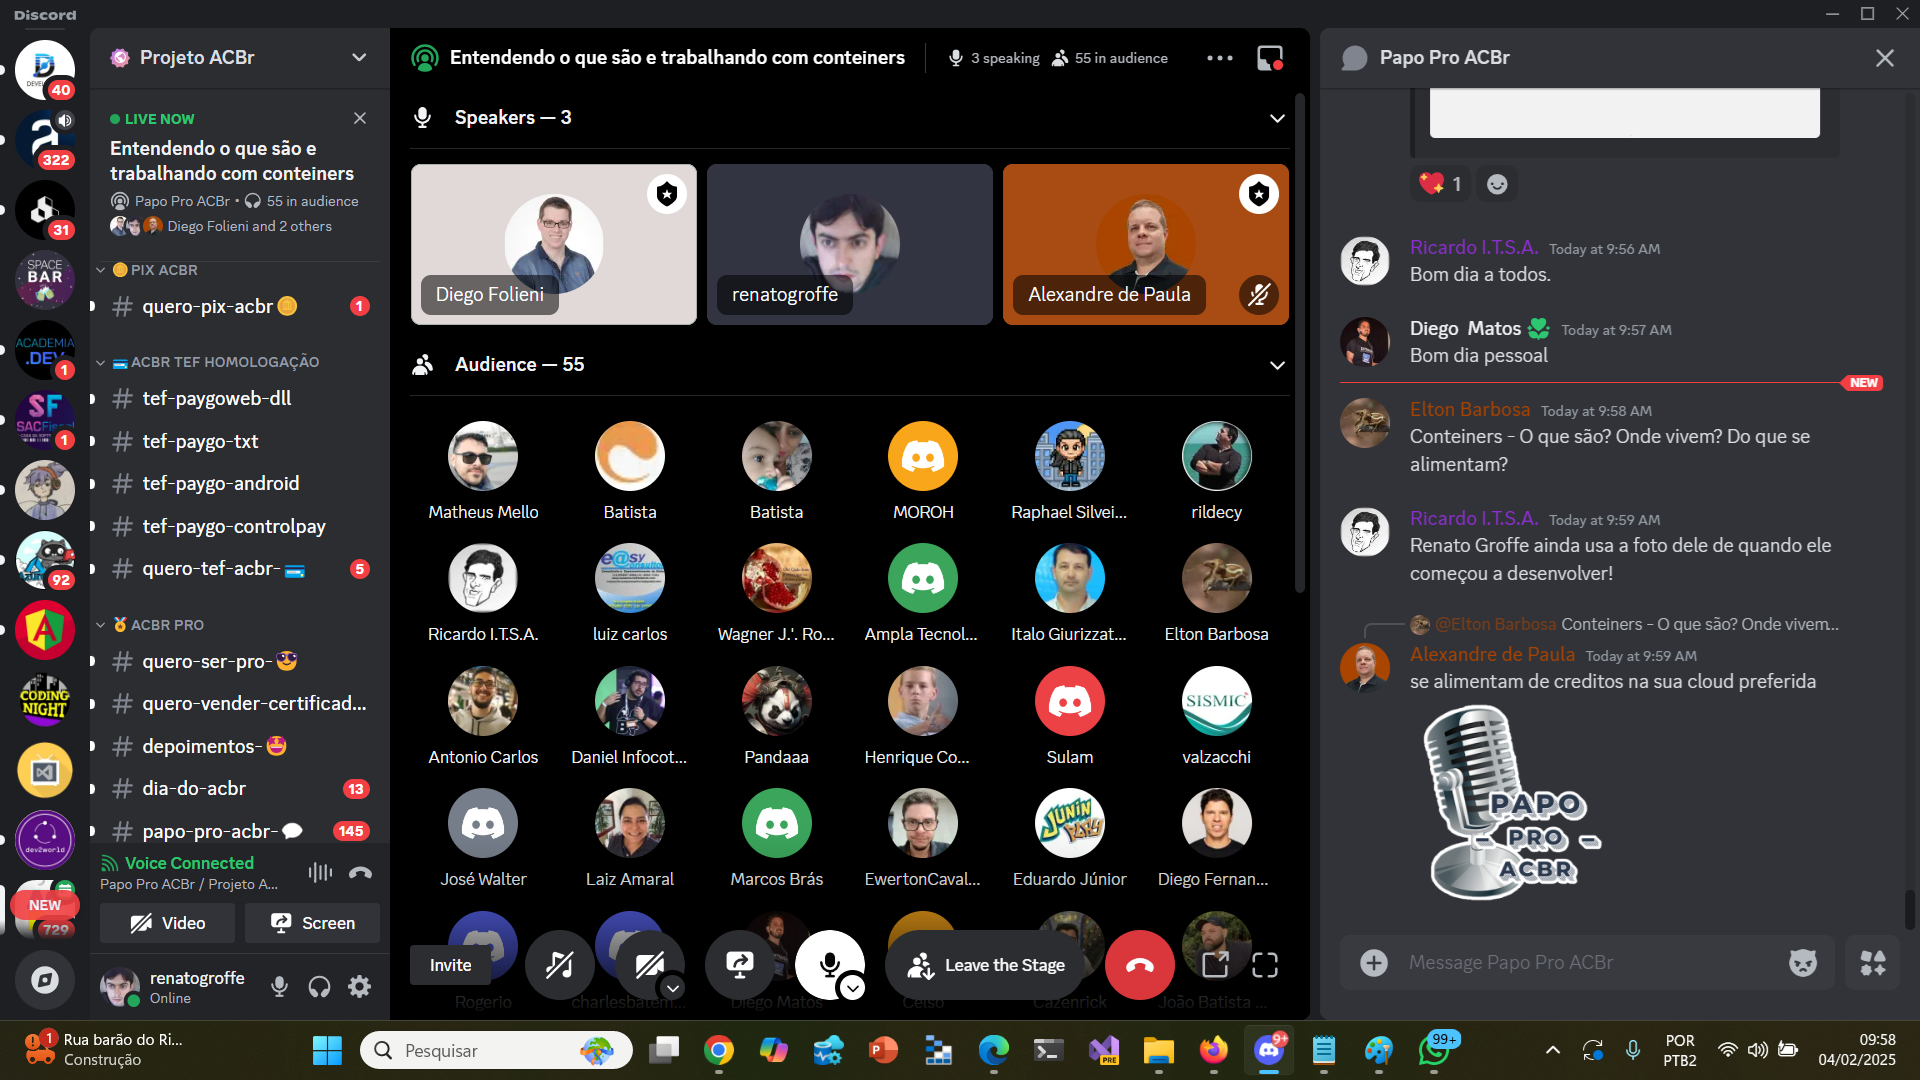 Discord
40
322
31
SPACE
BAR
ACADEMIA
.DEV
1
SF
1
92
CODING
NIGHT
dev2world
NEW
729
Projeto ACBr
LIVE NOW
Entendendo o que são e
trabalhando com conteiners
Papo Pro ACBr • 55 in audience
Diego Folieni and 2 others
PIX ACBR
quero-pix-acbr
1
ACBR TEF HOMOLOGAÇÃO
tef-paygoweb-dll
tef-paygo-txt
tef-paygo-android
tef-paygo-controlpay
quero-tef-acbr-
5
ACBR PRO
quero-ser-pro-
quero-vender-certificad...
depoimentos-
dia-do-acbr
13
papo-pro-acbr-
145
Voice Connected
Papo Pro ACBr / Projeto A...
Video
Screen
renatogroffe
Online
Entendendo o que são e trabalhando com conteiners
3 speaking
55 in audience
Speakers — 3
Diego Folieni
renatogroffe
Alexandre de Paula
Audience — 55
Matheus Mello
Batista
Batista
MOROH
Raphael Silvei...
rildecy
Ricardo I.T.S.A.
luiz carlos
Wagner J.'. Ro...
Ampla Tecnol...
Italo Giurizzat...
Elton Barbosa
SISMIC
Antonio Carlos
Daniel Infocot...
Pandaaa
Henrique Co...
Sulam
valzacchi
José Walter
Laiz Amaral
Marcos Brás
EwertonCaval...
Eduardo Júnior
Diego Fernan...
Rogerio
charlesbatem...
Diego Matos
Celso
Cazenrick
João Batista ...
Invite
Leave the Stage
Papo Pro ACBr
1
Ricardo I.T.S.A. Today at 9:56 AM
Bom dia a todos.
Diego Matos Today at 9:57 AM
Bom dia pessoal
NEW
Elton Barbosa Today at 9:58 AM
Conteiners - O que são? Onde vivem? Do que se
alimentam?
Ricardo I.T.S.A. Today at 9:59 AM
Renato Groffe ainda usa a foto dele de quando ele
começou a desenvolver!
@Elton Barbosa Conteiners - O que são? Onde vivem...
Alexandre de Paula Today at 9:59 AM
se alimentam de creditos na sua cloud preferida
PAPO
- PRO -
ACBR
Message Papo Pro ACBr
1
Rua barão do Ri...
Construção
Pesquisar
PRE
9+
99+
POR
PTB2
09:58
04/02/2025